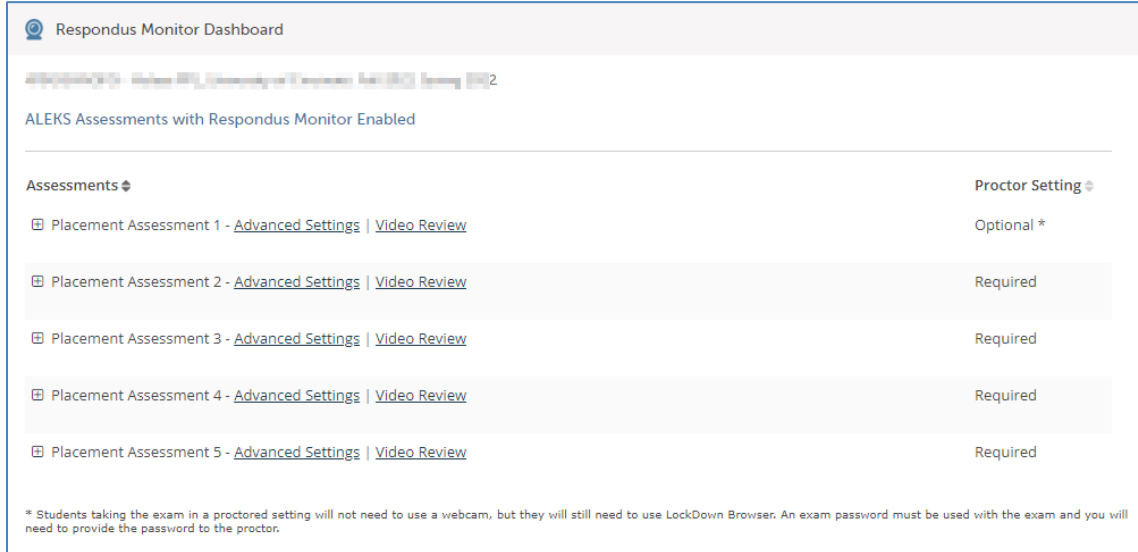 Respondus Monitor Dashboard
2
ALEKS Assessments with Respondus Monitor Enabled
Assessments Proctor Setting
Placement Assessment 1 - Advanced Settings | Video Review Optional *
Placement Assessment 2 - Advanced Settings | Video Review Required
Placement Assessment 3 - Advanced Settings | Video Review Required
Placement Assessment 4 - Advanced Settings | Video Review Required
Placement Assessment 5 - Advanced Settings | Video Review Required
* Students taking the exam in a proctored setting will not need to use a webcam, but they will still need to use LockDown Browser. An exam password must be used with the exam and you will
need to provide the password to the proctor.